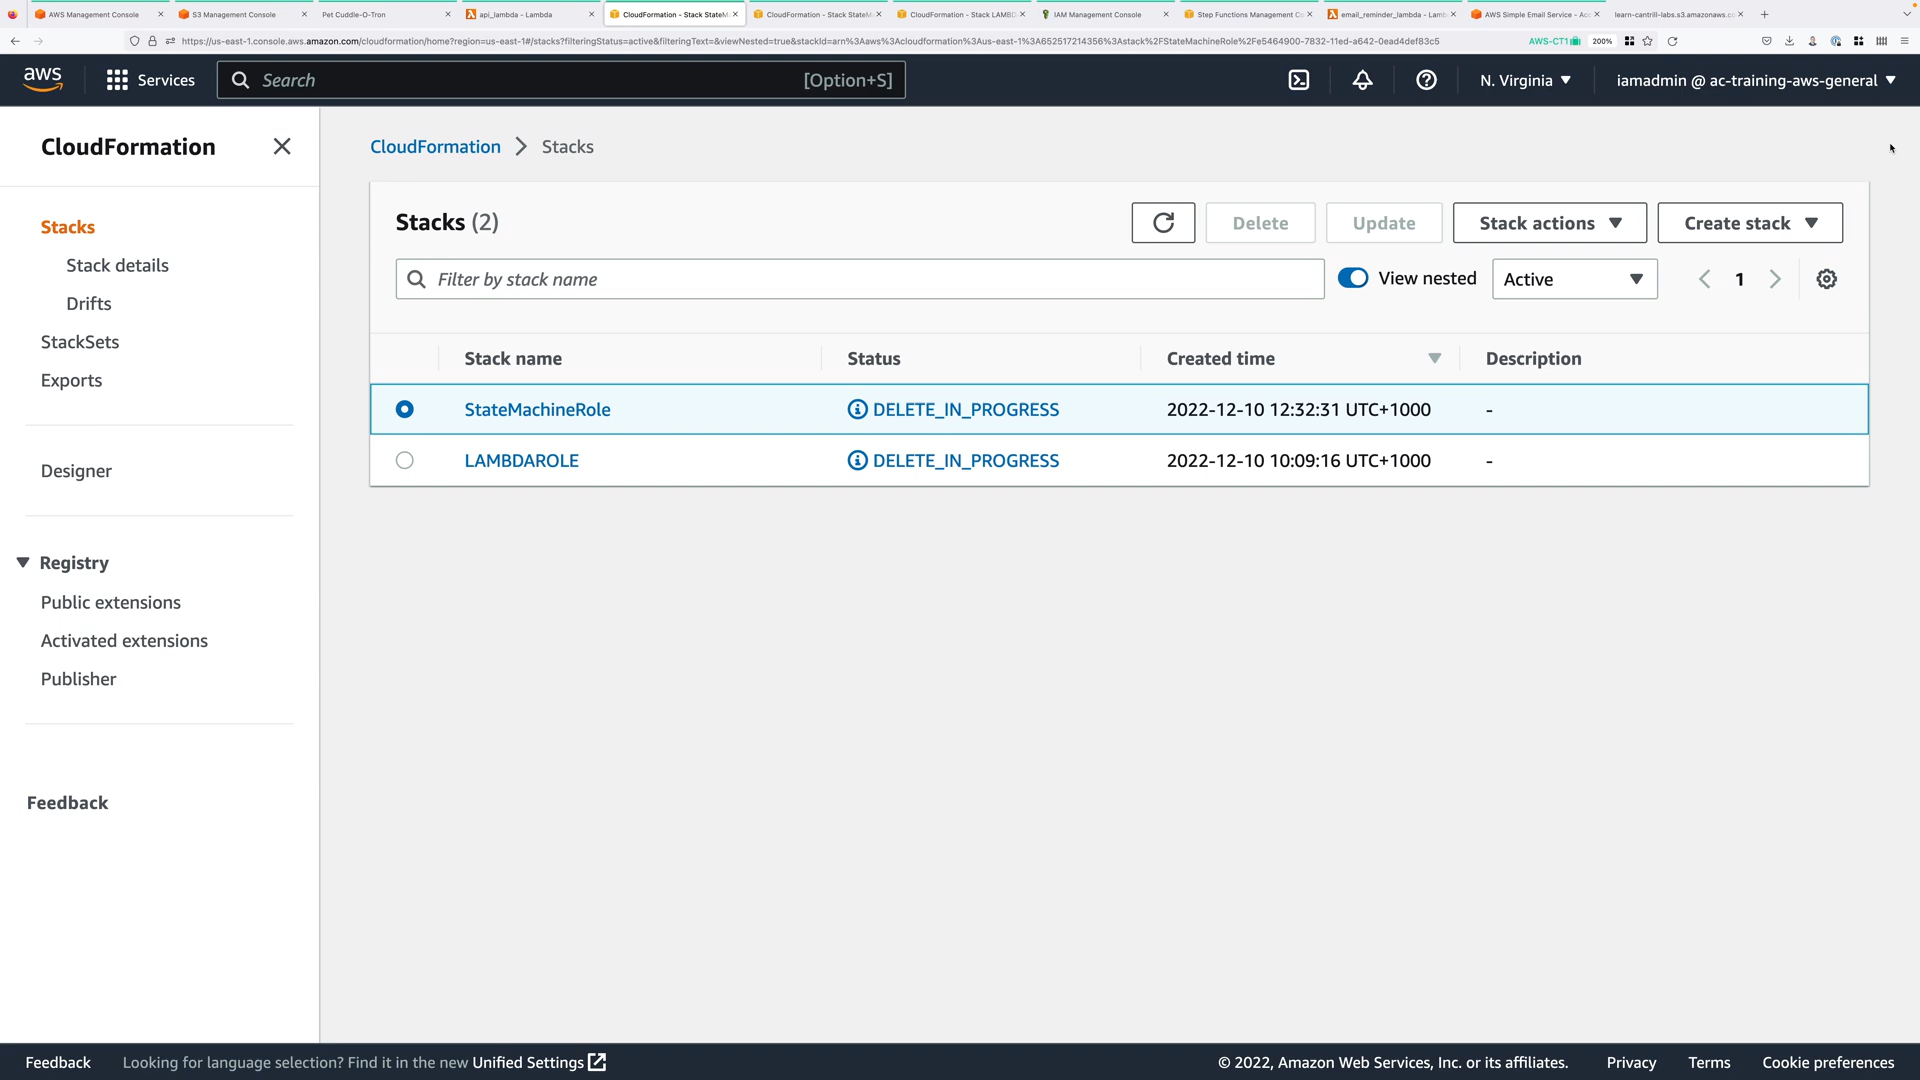 AWS Management Console
S3 Management Console
Pet Cuddle-O-Tron
api_lambda - Lambda
CloudFormation - Stack StateM
CloudFormation - Stack StateM
CloudFormation - Stack LAMBD
IAM Management Console
Step Functions Management Co
email_reminder_lambda - Lamb
AWS Simple Email Service - Acc
learn-cantrill-labs.s3.amazonaws.co
https://us-east-1.console.aws.amazon.com/cloudformation/home?region=us-east-1#/stacks?filteringStatus=active&filteringText=&viewNested=true&stackId=arn%3Aaws%3Acloudformation%3Aus-east-1%3A652517214356%3Astack%2FStateMachineRole%2Fe5464900-7832-11ed-a642-0ead4def83c5
AWS-CT1
200%
aws
Services
Search
[Option+S]
N. Virginia
iamadmin @ ac-training-aws-general
CloudFormation
Stacks
Stack details
Drifts
StackSets
Exports
Designer
Registry
Public extensions
Activated extensions
Publisher
Feedback
CloudFormation > Stacks
Stacks (2)
Delete
Update
Stack actions
Create stack
Filter by stack name
View nested
Active
1
Stack name Status Created time Description
StateMachineRole DELETE_IN_PROGRESS 2022-12-10 12:32:31 UTC+1000 -
LAMBDAROLE DELETE_IN_PROGRESS 2022-12-10 10:09:16 UTC+1000 -
Feedback
Looking for language selection? Find it in the new Unified Settings
© 2022, Amazon Web Services, Inc. or its affiliates.
Privacy
Terms
Cookie preferences